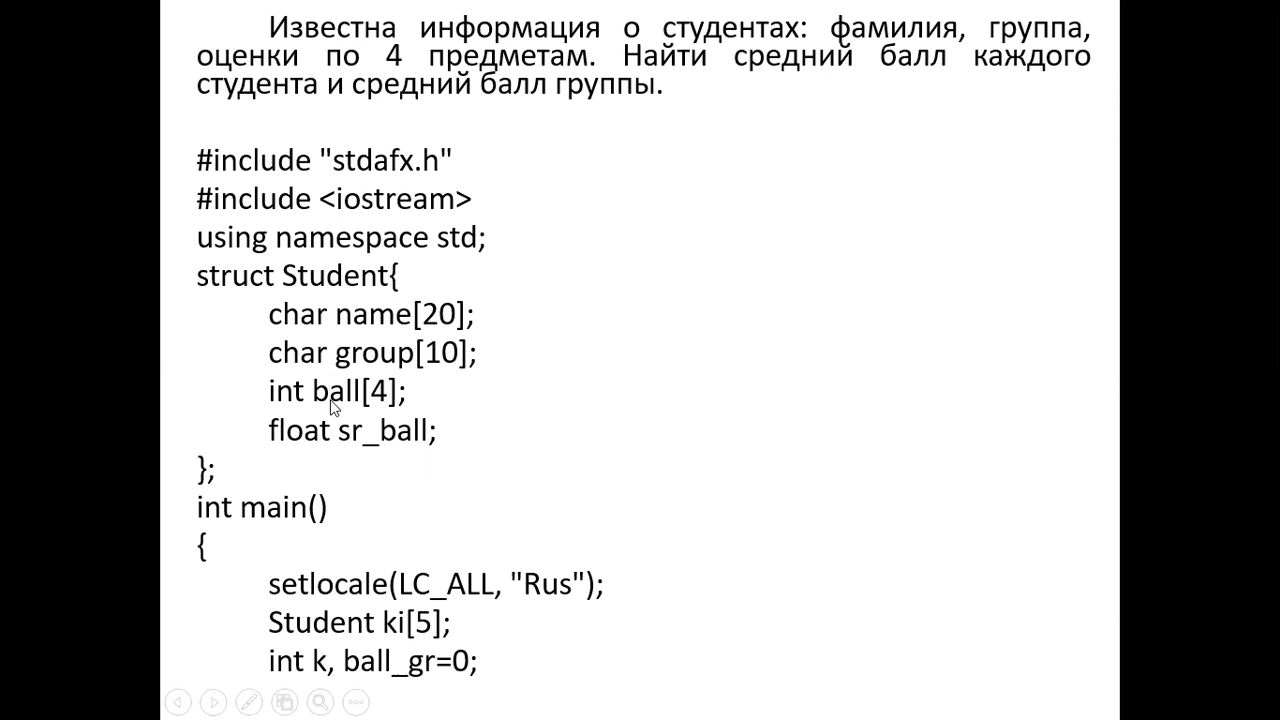 Известна информация о студентах: фамилия, группа,
оценки по 4 предметам. Найти средний балл каждого
студента и средний балл группы.
#include "stdafx.h"
#include <iostream>
using namespace std;
struct Student{
char name[20];
char group[10];
int ball[4];
float sr_ball;
};
int main()
{
setlocale(LC_ALL, "Rus");
Student ki[5];
int k, ball_gr=0;